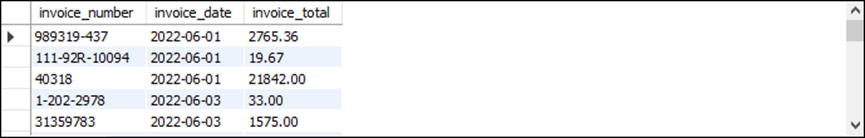 invoice_number invoice_date invoice_total
989319-437 2022-06-01 2765.36
111-92R-10094 2022-06-01 19.67
40318 2022-06-01 21842.00
1-202-2978 2022-06-03 33.00
31359783 2022-06-03 1575.00